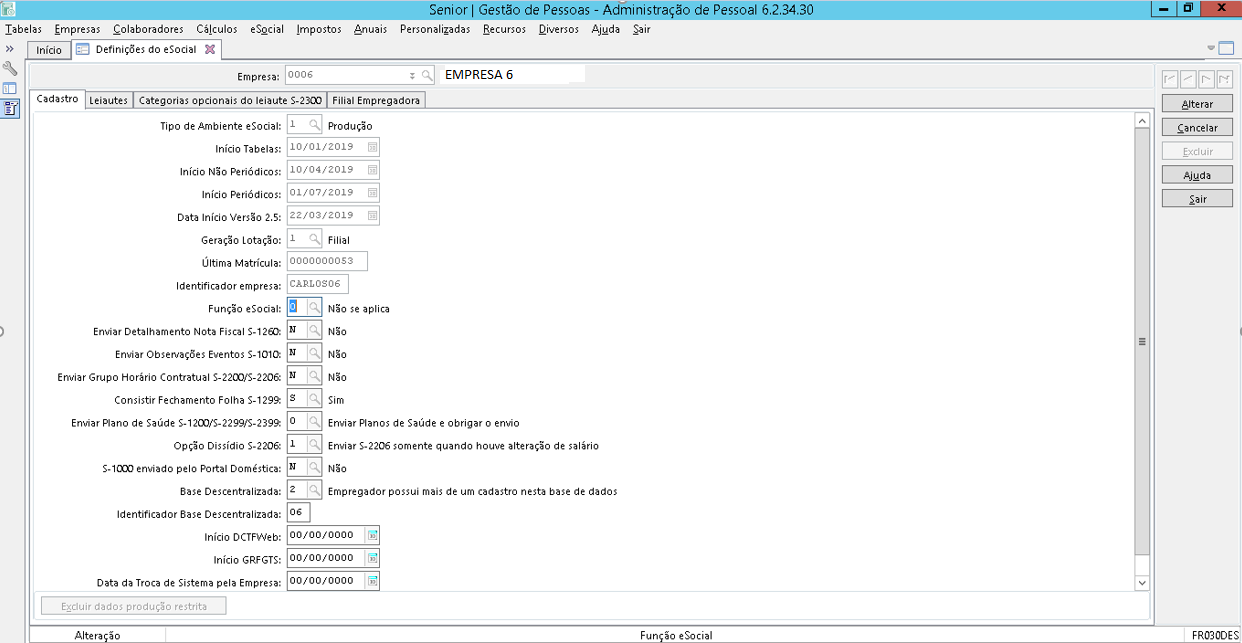 Senior | Gestão de Pessoas - Administração de Pessoal 6.2.34.30
Tabelas Empresas Colaboradores Cálculos eSocial Impostos Anuais Personalizadas Recursos Diversos Ajuda Sair
Início Definições do eSocial
Empresa: 0006 EMPRESA 6
Cadastro Leiautes Categorias opcionais do leiaute S-2300 Filial Empregadora
Tipo de Ambiente eSocial: 1 Produção
Início Tabelas: 10/01/2019
Início Não Periódicos: 10/04/2019
Início Periódicos: 01/07/2019
Data Início Versão 2.5: 22/03/2019
Geração Lotação: 1 Filial
Última Matrícula: 0000000053
Identificador empresa: CARLOS06
Função eSocial: 0 Não se aplica
Enviar Detalhamento Nota Fiscal S-1260: N Não
Enviar Observações Eventos S-1010: N Não
Enviar Grupo Horário Contratual S-2200/S-2206: N Não
Consistir Fechamento Folha S-1299: S Sim
Enviar Plano de Saúde S-1200/S-2299/S-2399: O Enviar Planos de Saúde e obrigar o envio
Opção Dissídio S-2206: 1 Enviar S-2206 somente quando houve alteração de salário
S-1000 enviado pelo Portal Doméstica: N Não
Base Descentralizada: 2 Empregador possui mais de um cadastro nesta base de dados
Identificador Base Descentralizada: 06
Início DCTFWeb: 00/00/0000
Início GRFGTS: 00/00/0000
Data da Troca de Sistema pela Empresa: 00/00/0000
Excluir dados produção restrita
Alterar
Cancelar
Excluir
Ajuda
Sair
Alteração Função eSocial FR030DES